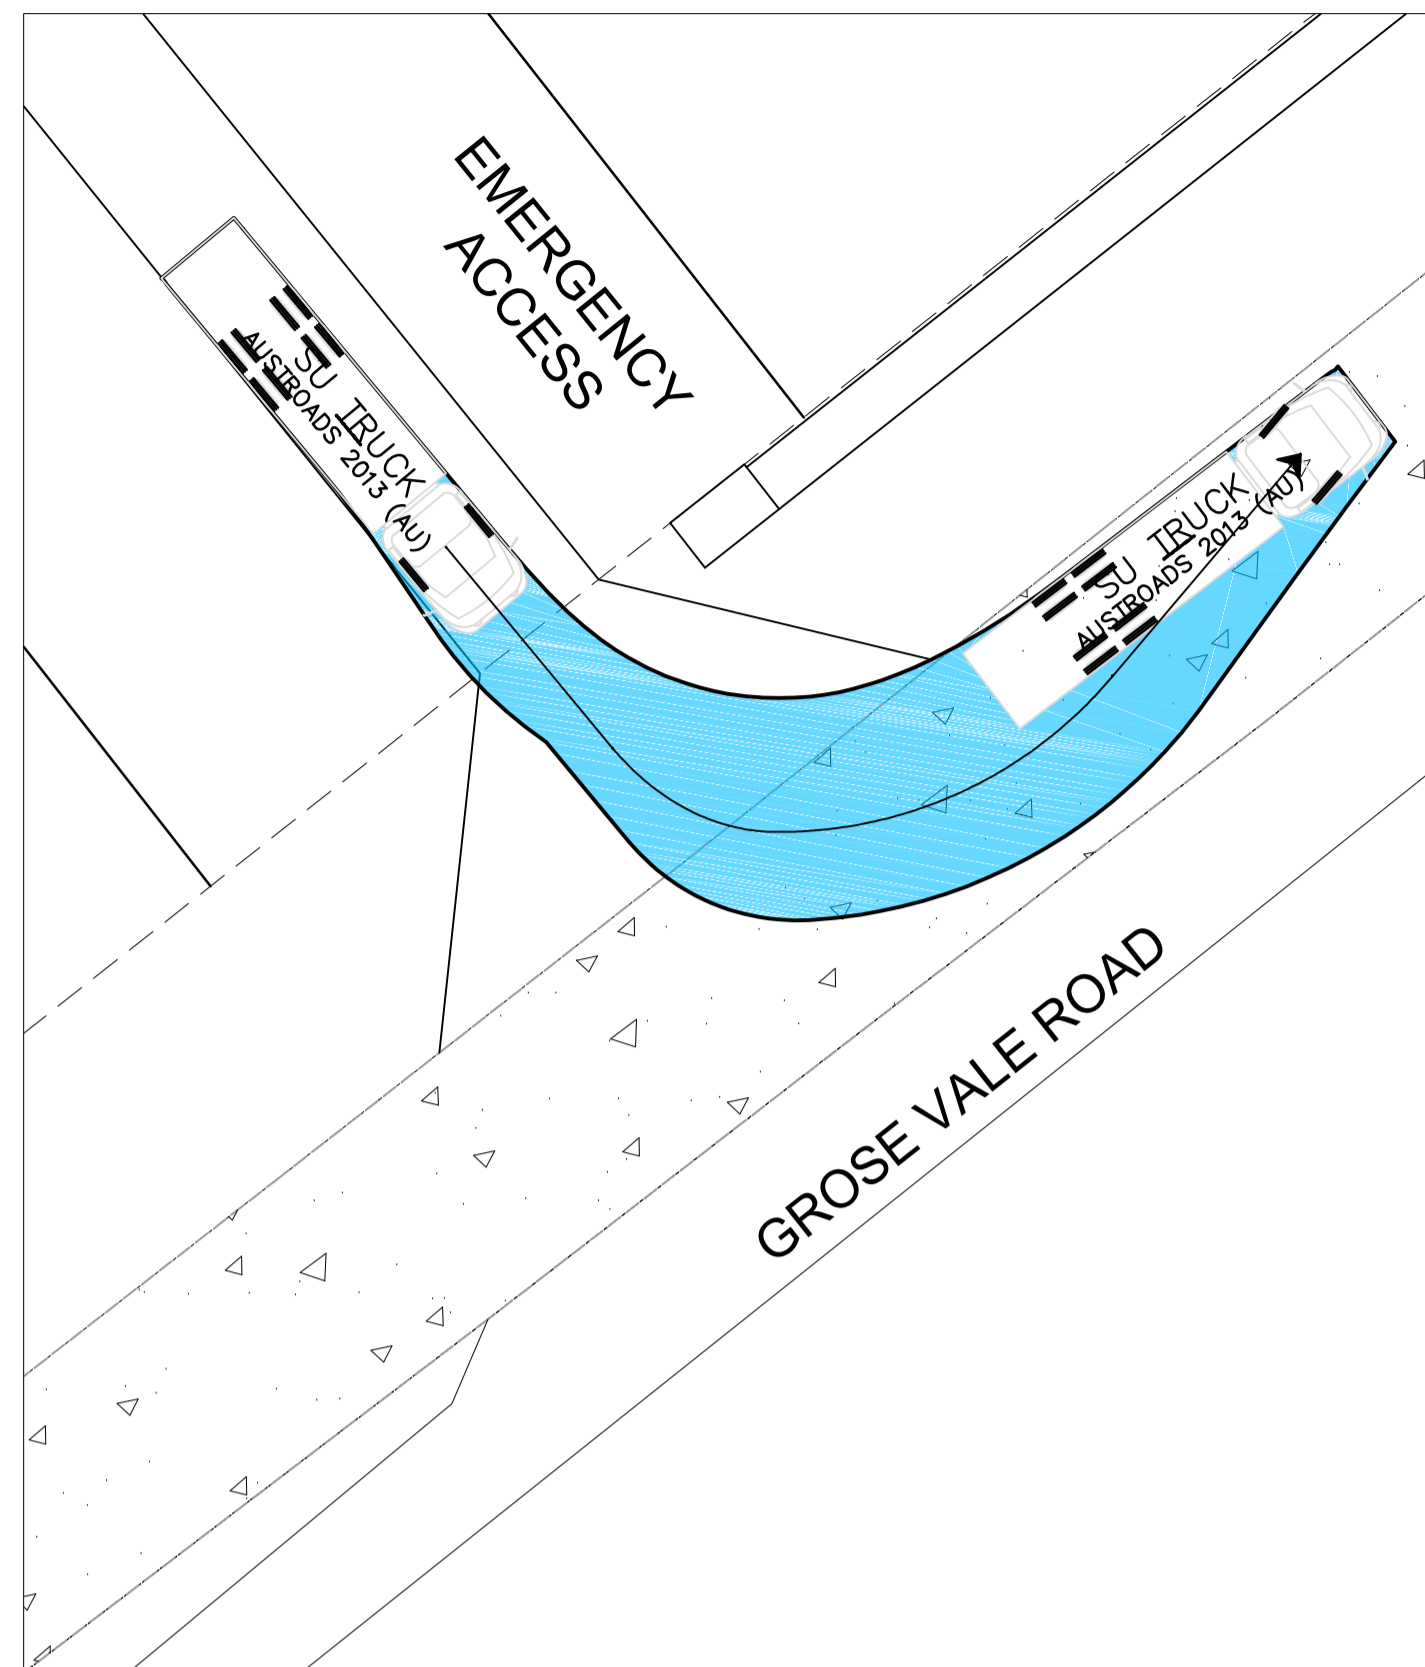 EMERGENCY
ACCESS
SU TRUCK
AUSTROADS 2013 (AU)
SU TRUCK
AUSTROADS 2013 (AU)
GROSE VALE ROAD